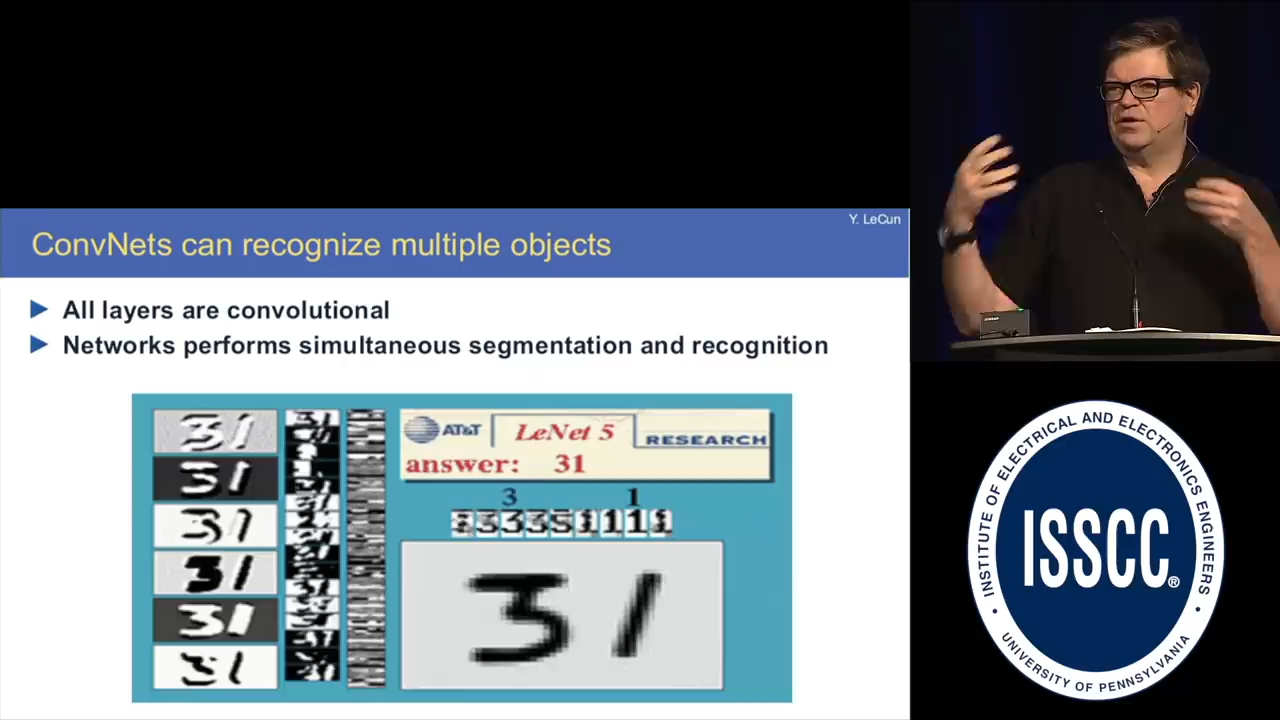 Y. LeCun
ConvNets can recognize multiple objects
All layers are convolutional
Networks performs simultaneous segmentation and recognition
AT&T
LeNet 5
RESEARCH
answer: 31
3 1
31
INSTITUTE OF ELECTRICAL AND ELECTRONICS ENGINEERS
ISSCC®
UNIVERSITY OF PENNSYLVANIA